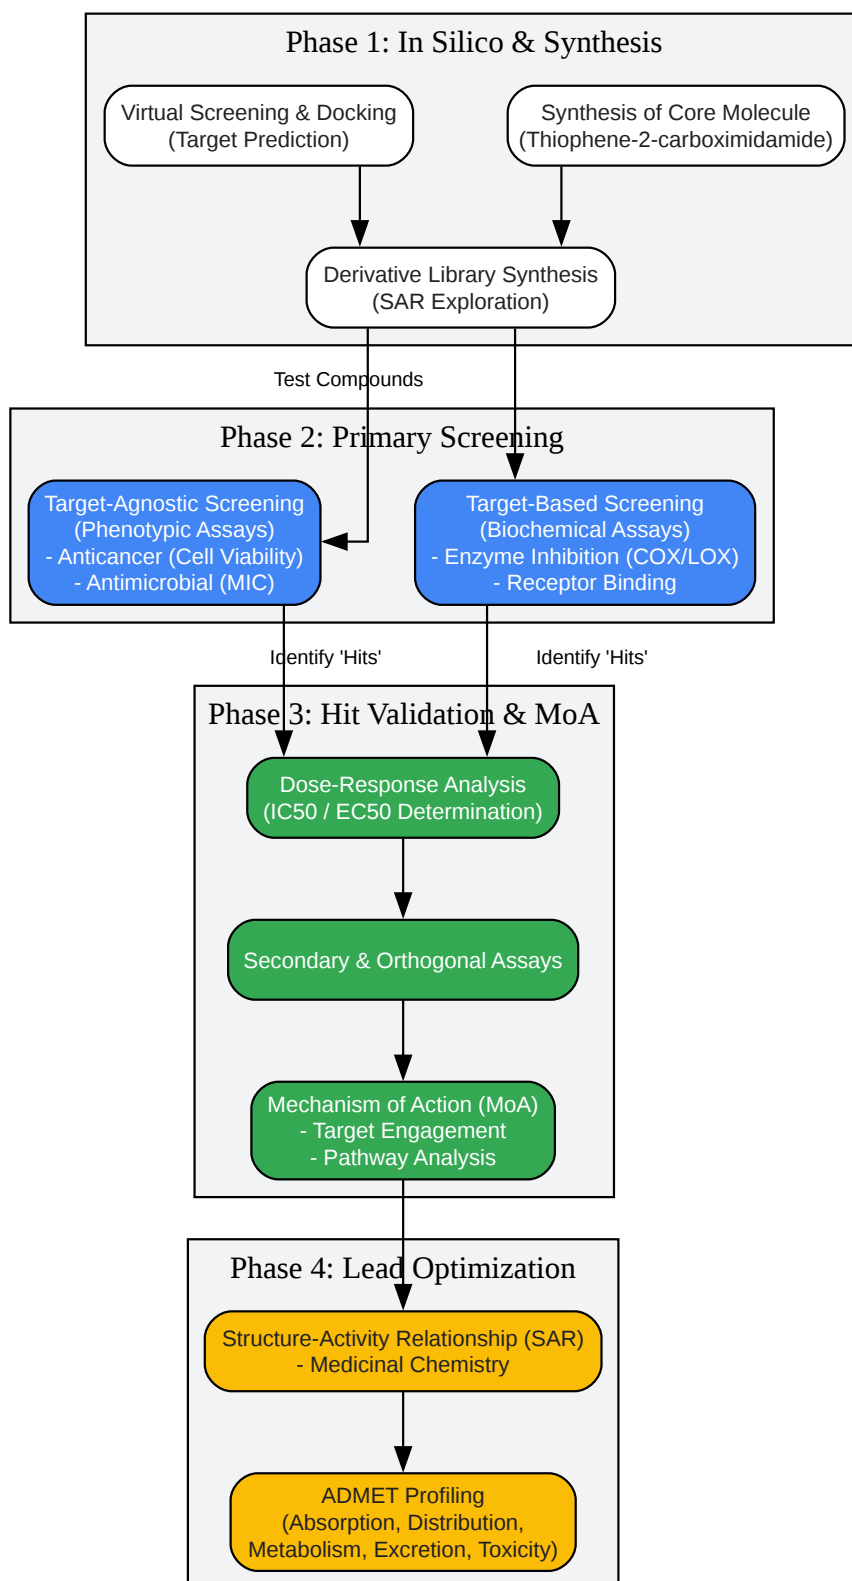 Phase 1: In Silico & Synthesis
Virtual Screening & Docking
(Target Prediction)
Synthesis of Core Molecule
(Thiophene-2-carboximidamide)
Derivative Library Synthesis
(SAR Exploration)
Test Compounds
Phase 2: Primary Screening
Target-Agnostic Screening
(Phenotypic Assays)
- Anticancer (Cell Viability)
- Antimicrobial (MIC)
Target-Based Screening
(Biochemical Assays)
- Enzyme Inhibition (COX/LOX)
- Receptor Binding
Identify 'Hits'
Identify 'Hits'
Phase 3: Hit Validation & MoA
Dose-Response Analysis
(IC50 / EC50 Determination)
Secondary & Orthogonal Assays
Mechanism of Action (MoA)
- Target Engagement
- Pathway Analysis
Phase 4: Lead Optimization
Structure-Activity Relationship (SAR)
- Medicinal Chemistry
ADMET Profiling
(Absorption, Distribution,
Metabolism, Excretion, Toxicity)